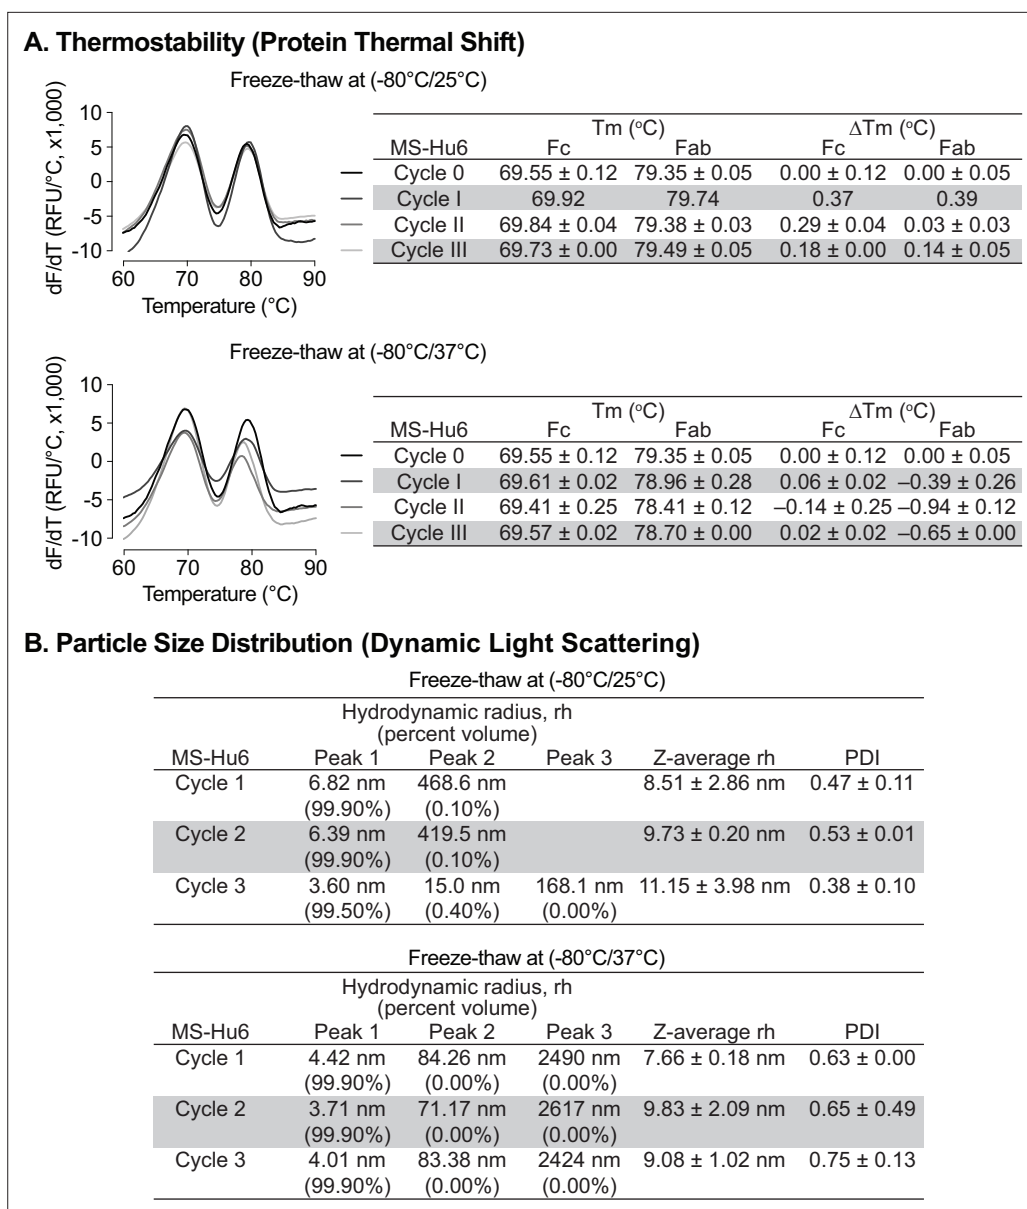 A. Thermostability (Protein Thermal Shift)
Freeze-thaw at (-80°C/25°C)
dF/dT (RFU/°C, x1,000)
10
5
0
-5
-10
60 70 80 90
Temperature (°C)
Tm (°C) ΔTm (°C)
MS-Hu6 Fc Fab Fc Fab
Cycle 0 69.55 ± 0.12 79.35 ± 0.05 0.00 ± 0.12 0.00 ± 0.05
Cycle I 69.92 79.74 0.37 0.39
Cycle II 69.84 ± 0.04 79.38 ± 0.03 0.29 ± 0.04 0.03 ± 0.03
Cycle III 69.73 ± 0.00 79.49 ± 0.05 0.18 ± 0.00 0.14 ± 0.05
Freeze-thaw at (-80°C/37°C)
dF/dT (RFU/°C, x1,000)
10
5
0
-5
-10
60 70 80 90
Temperature (°C)
Tm (°C) ΔTm (°C)
MS-Hu6 Fc Fab Fc Fab
Cycle 0 69.55 ± 0.12 79.35 ± 0.05 0.00 ± 0.12 0.00 ± 0.05
Cycle I 69.61 ± 0.02 78.96 ± 0.28 0.06 ± 0.02 –0.39 ± 0.26
Cycle II 69.41 ± 0.25 78.41 ± 0.12 –0.14 ± 0.25 –0.94 ± 0.12
Cycle III 69.57 ± 0.02 78.70 ± 0.00 0.02 ± 0.02 –0.65 ± 0.00
B. Particle Size Distribution (Dynamic Light Scattering)
Freeze-thaw at (-80°C/25°C)
Hydrodynamic radius, rh
(percent volume)
MS-Hu6 Peak 1 Peak 2 Peak 3 Z-average rh PDI
Cycle 1 6.82 nm 468.6 nm 8.51 ± 2.86 nm 0.47 ± 0.11
(99.90%) (0.10%)
Cycle 2 6.39 nm 419.5 nm 9.73 ± 0.20 nm 0.53 ± 0.01
(99.90%) (0.10%)
Cycle 3 3.60 nm 15.0 nm 168.1 nm 11.15 ± 3.98 nm 0.38 ± 0.10
(99.50%) (0.40%) (0.00%)
Freeze-thaw at (-80°C/37°C)
Hydrodynamic radius, rh
(percent volume)
MS-Hu6 Peak 1 Peak 2 Peak 3 Z-average rh PDI
Cycle 1 4.42 nm 84.26 nm 2490 nm 7.66 ± 0.18 nm 0.63 ± 0.00
(99.90%) (0.00%) (0.00%)
Cycle 2 3.71 nm 71.17 nm 2617 nm 9.83 ± 2.09 nm 0.65 ± 0.49
(99.90%) (0.00%) (0.00%)
Cycle 3 4.01 nm 83.38 nm 2424 nm 9.08 ± 1.02 nm 0.75 ± 0.13
(99.90%) (0.00%) (0.00%)